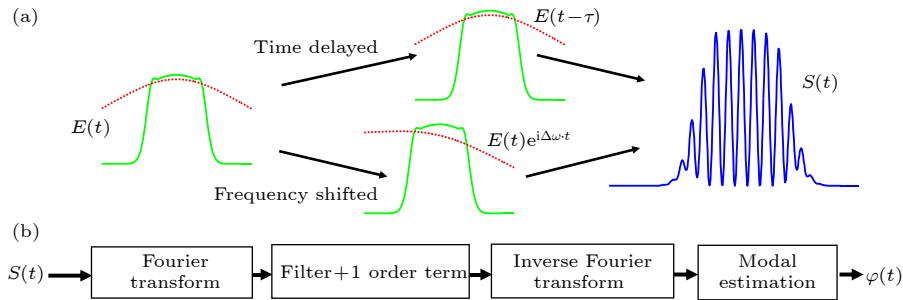 (a)
E(t−τ)
Time delayed
S(t)
E(t)
E(t)e^{iΔω·t}
Frequency shifted
(b)
S(t)
Fourier
transform
Filter+1 order term
Inverse Fourier
transform
Modal
estimation
φ(t)